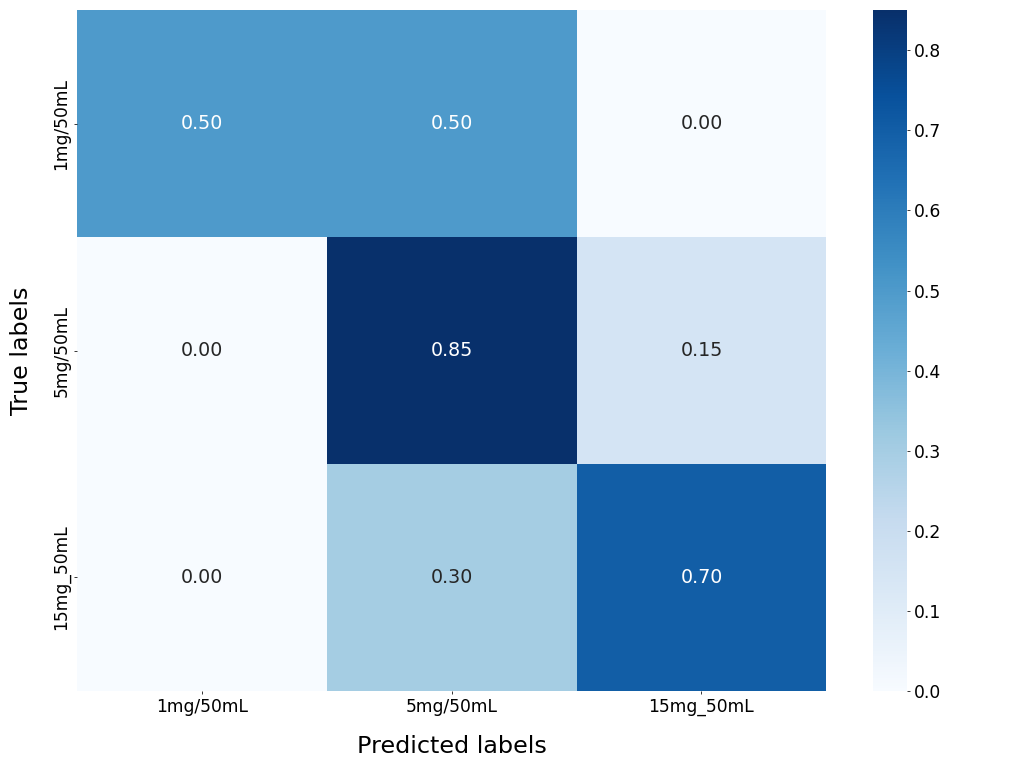 True labels
1mg/50mL
0.50 0.50 0.00
5mg/50mL
0.00 0.85 0.15
15mg_50mL
0.00 0.30 0.70
1mg/50mL 5mg/50mL 15mg_50mL
Predicted labels
0.8
0.7
0.6
0.5
0.4
0.3
0.2
0.1
0.0